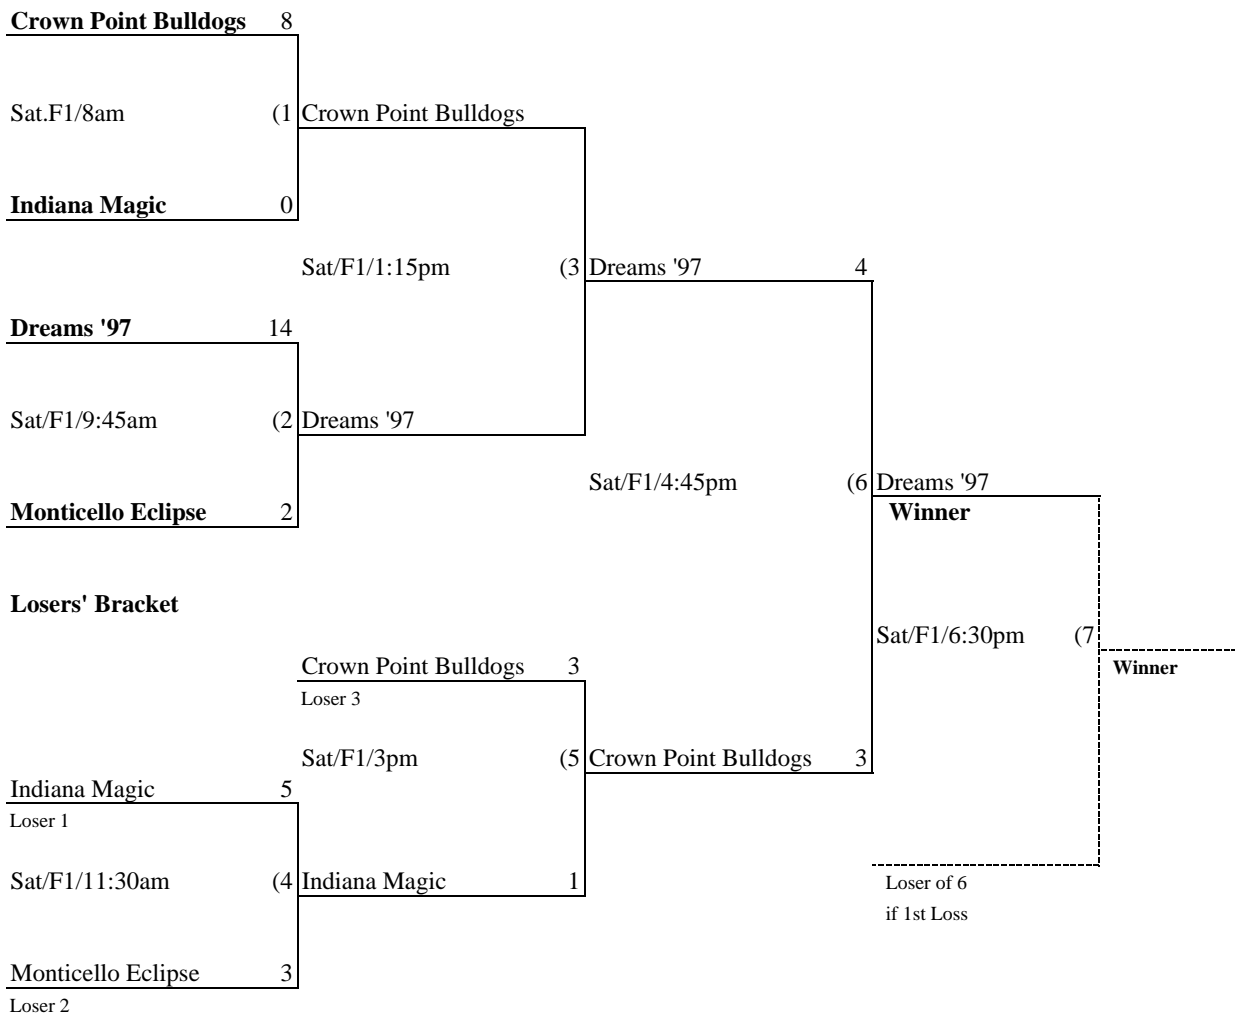 Crown Point Bulldogs 8
Sat.F1/8am (1 Crown Point Bulldogs
Indiana Magic 0
Sat/F1/1:15pm (3 Dreams '97 4
Dreams '97 14
Sat/F1/9:45am (2 Dreams '97
Sat/F1/4:45pm (6 Dreams '97
Monticello Eclipse 2 Winner
Losers' Bracket
Sat/F1/6:30pm (7
Crown Point Bulldogs 3 Winner
Loser 3
Sat/F1/3pm (5 Crown Point Bulldogs 3
Indiana Magic 5
Loser 1
Sat/F1/11:30am (4 Indiana Magic 1 Loser of 6
if 1st Loss
Monticello Eclipse 3
Loser 2